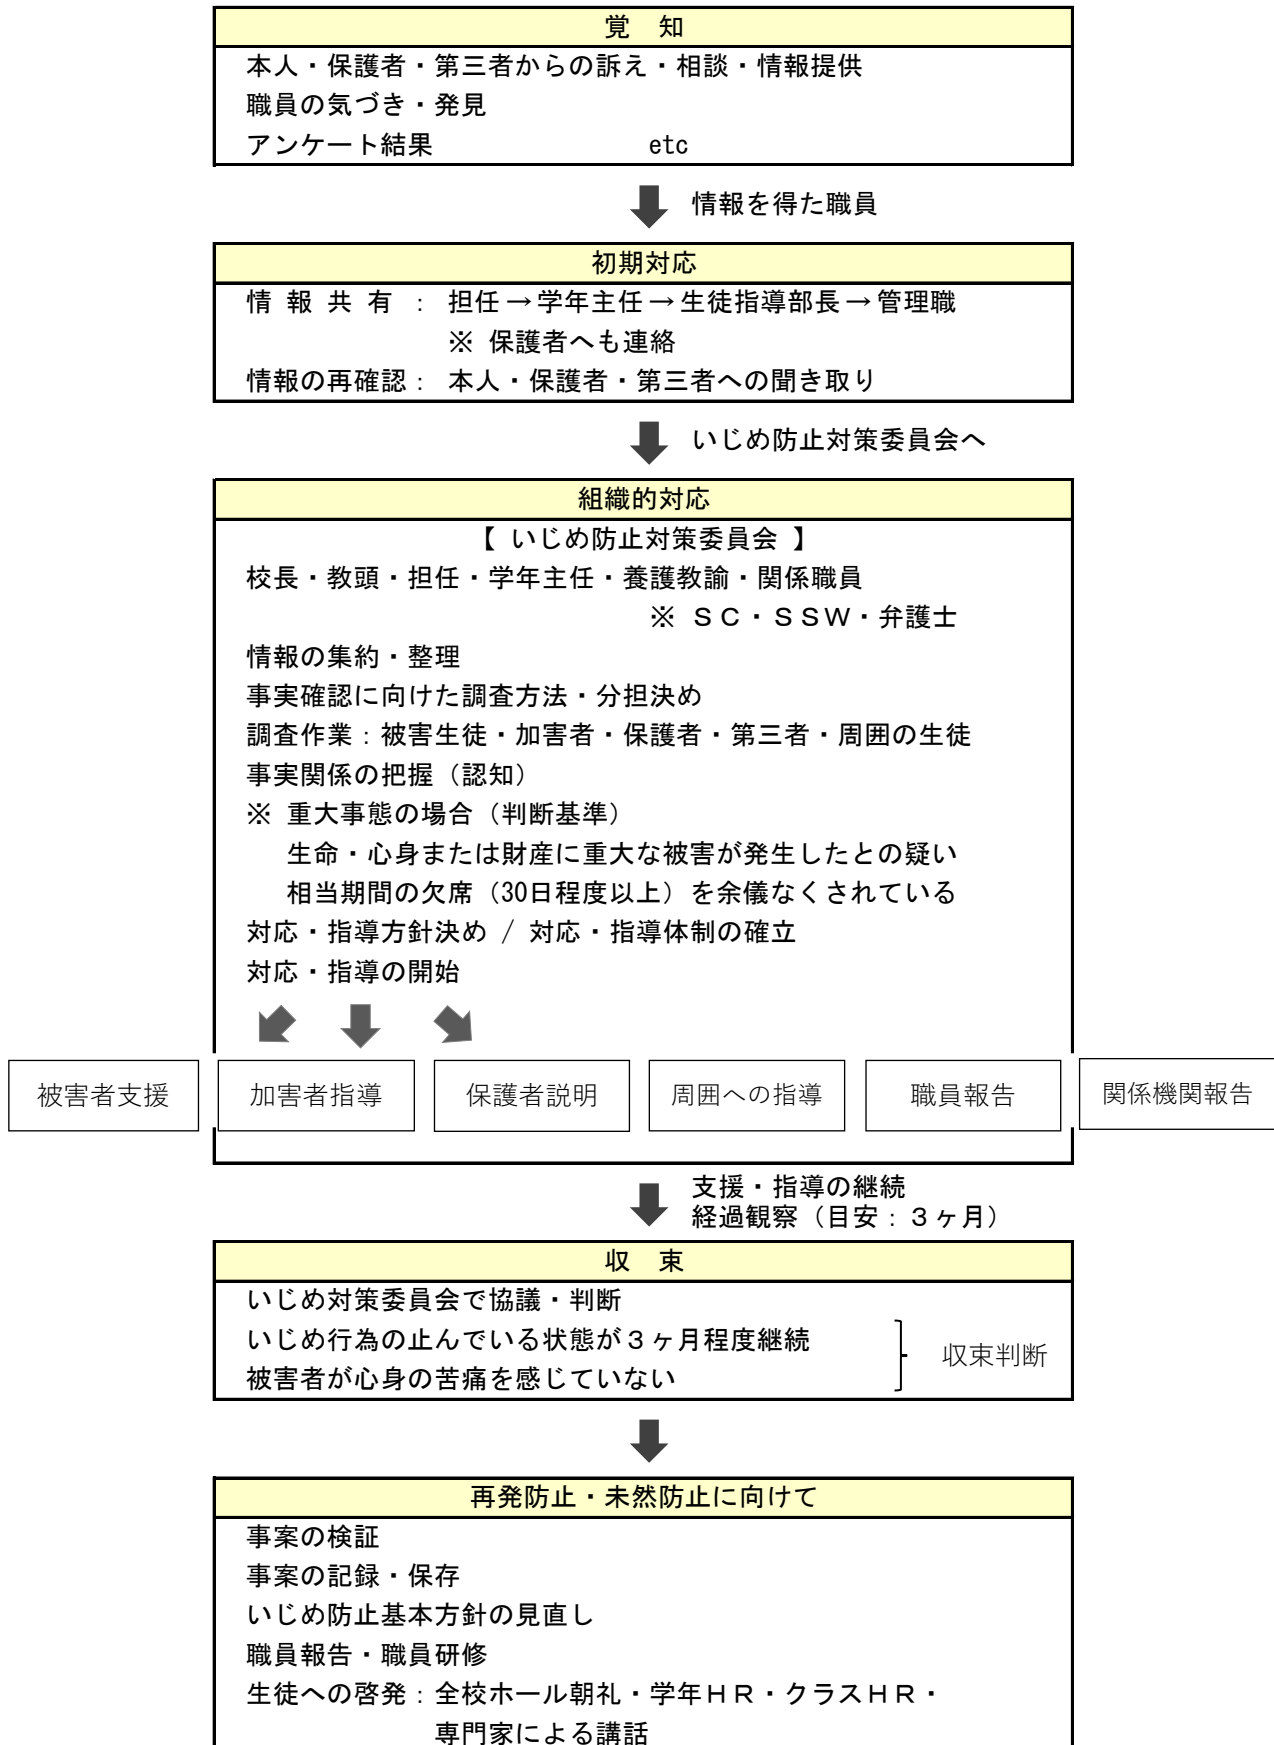 覚　知
本人・保護者・第三者からの訴え・相談・情報提供
職員の気づき・発見
アンケート結果　　　　　　　　etc
情報を得た職員
初期対応
情 報 共 有 ： 担任→学年主任→生徒指導部長→管理職
※ 保護者へも連絡
情報の再確認： 本人・保護者・第三者への聞き取り
いじめ防止対策委員会へ
組織的対応
【 いじめ防止対策委員会 】
校長・教頭・担任・学年主任・養護教諭・関係職員
※ ＳＣ・ＳＳＷ・弁護士
情報の集約・整理
事実確認に向けた調査方法・分担決め
調査作業：被害生徒・加害者・保護者・第三者・周囲の生徒
事実関係の把握（認知）
※ 重大事態の場合（判断基準）
生命・心身または財産に重大な被害が発生したとの疑い
相当期間の欠席（30日程度以上）を余儀なくされている
対応・指導方針決め / 対応・指導体制の確立
対応・指導の開始
被害者支援　加害者指導　保護者説明　周囲への指導　職員報告　関係機関報告
支援・指導の継続
経過観察（目安：３ヶ月）
収　束
いじめ対策委員会で協議・判断
いじめ行為の止んでいる状態が３ヶ月程度継続
被害者が心身の苦痛を感じていない
収束判断
再発防止・未然防止に向けて
事案の検証
事案の記録・保存
いじめ防止基本方針の見直し
職員報告・職員研修
生徒への啓発：全校ホール朝礼・学年ＨＲ・クラスＨＲ・
専門家による講話